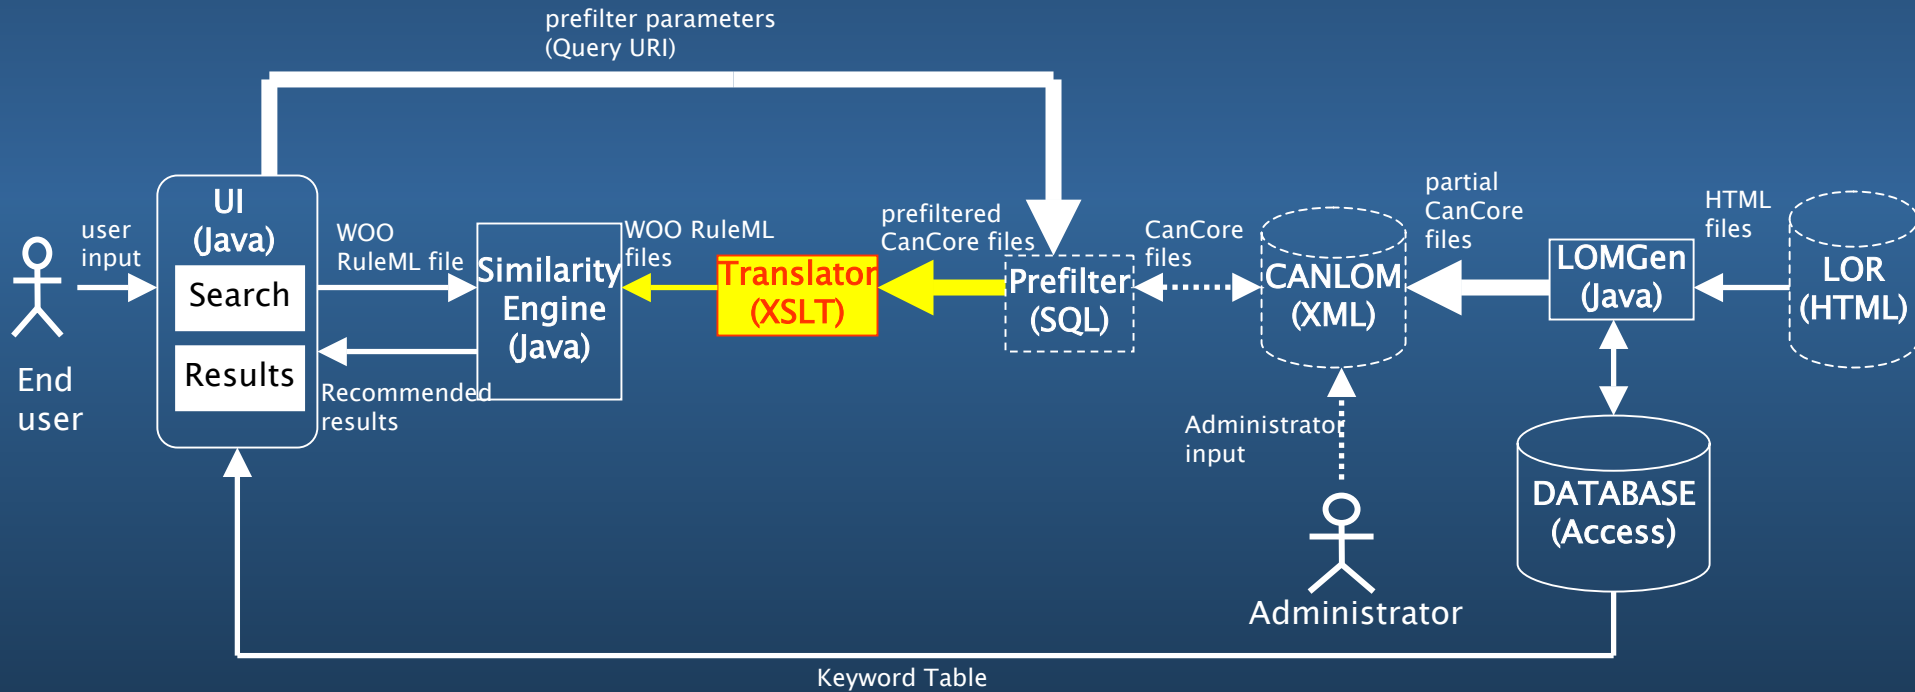 prefilter parameters
(Query URI)
UI
(Java)
Search
Results
user
input
End
user
WOO
RuleML file
Recommended
results
Similarity
Engine
(Java)
WOO RuleML
files
Translator
(XSLT)
prefiltered
CanCore files
Prefilter
(SQL)
CanCore
files
CANLOM
(XML)
Administrator
input
Administrator
partial
CanCore
files
LOMGen
(Java)
HTML
files
LOR
(HTML)
DATABASE
(Access)
Keyword Table